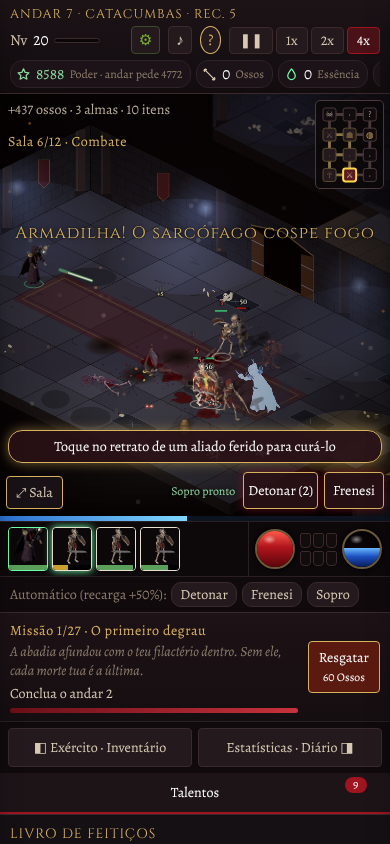 ANDAR 7 · CATACUMBAS · REC. 5
Nv 20
? 1x 2x 4x
8588 Poder · andar pede 4772 0 Ossos 0 Essência
+437 ossos · 3 almas · 10 itens
Sala 6/12 · Combate
Armadilha! O sarcófago cospe fogo
Toque no retrato de um aliado ferido para curá-lo
Sala Sopro pronto Detonar (2) Frenesi
Automático (recarga +50%): Detonar Frenesi Sopro
Missão 1/27 · O primeiro degrau
A abadia afundou com o teu filactério dentro. Sem ele,
cada morte tua é a última.
Conclua o andar 2
Resgatar
60 Ossos
Exército · Inventário Estatísticas · Diário
Talentos 9
LIVRO DE FEITIÇOS